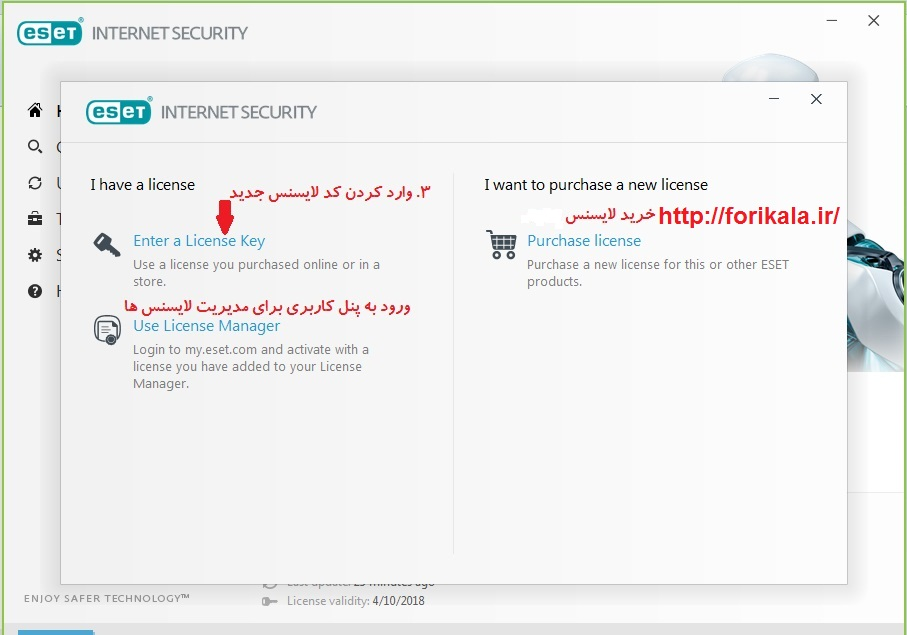 eseT INTERNET SECURITY
eseT INTERNET SECURITY
I have a license
۳. وارد کردن کد لایسنس جدید
Enter a License Key
Use a license you purchased online or in a
store.
ورود به پنل کاربری برای مدیریت لایسنس ها
Use License Manager
Login to my.eset.com and activate with a
license you have added to your License
Manager.
I want to purchase a new license
خرید لایسنس http://forikala.ir/
Purchase license
Purchase a new license for this or other ESET
products.
Last update: 25 minutes ago
ENJOY SAFER TECHNOLOGY™
License validity: 4/10/2018